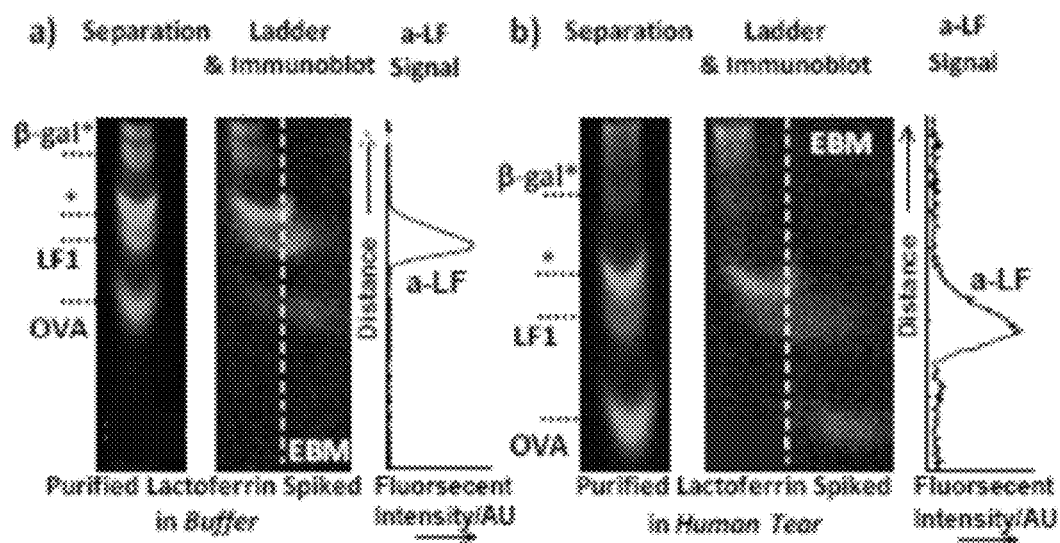 a) Separation Ladder & Immunoblot a-LF Signal
β-gal*
*
LF1
OVA
EBM
Distance
a-LF
Purified Lactoferrin Spiked in Buffer
Fluorsecent Intensity/AU
b) Separation Ladder & Immunoblot a-LF Signal
β-gal*
*
LF1
OVA
EBM
Distance
a-LF
Purified Lactoferrin Spiked in Human Tear
Fluorsecent Intensity/AU